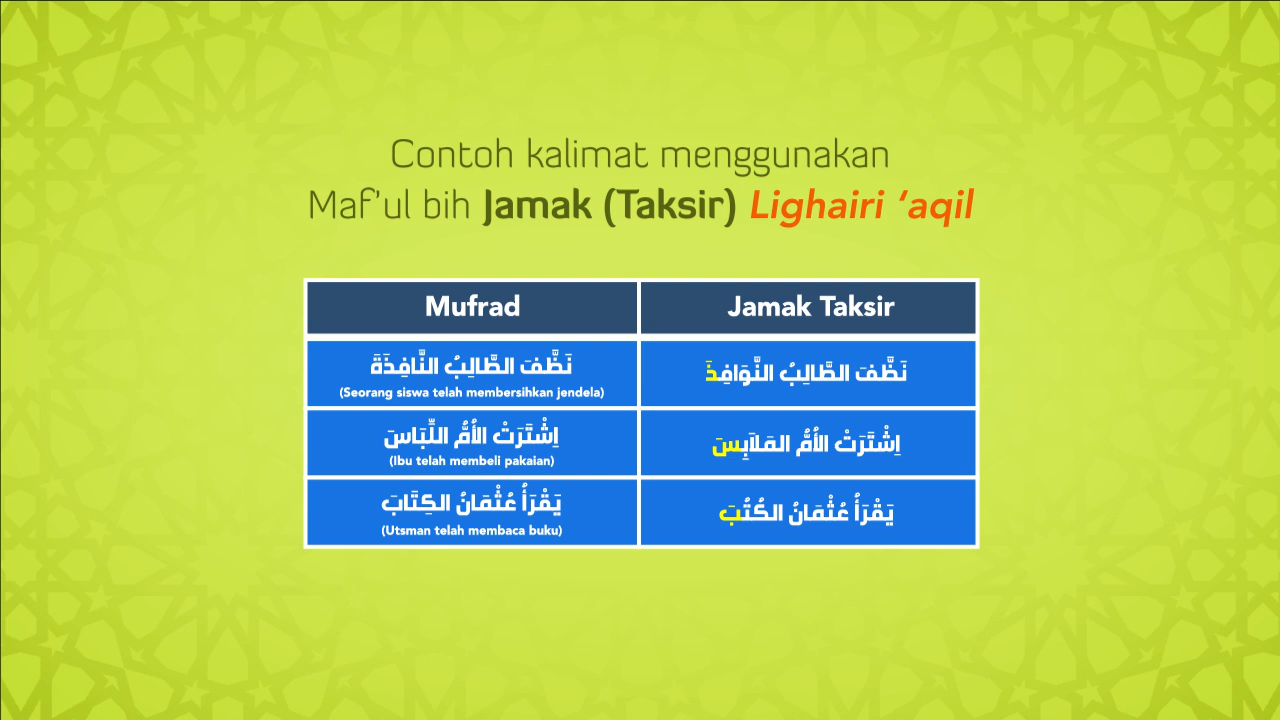 Contoh kalimat menggunakan
Maf'ul bih Jamak (Taksir) Lighairi 'aqil
Mufrad
Jamak Taksir
نَظَّفَ الطَّالِبُ النَّافِذَةَ
(Seorang siswa telah membersihkan jendela)
نَظَّفَ الطَّالِبُ النَّوَافِذَ
اِشْتَرَتْ الأُمُّ اللِّبَاسَ
(Ibu telah membeli pakaian)
اِشْتَرَتْ الأُمُّ المَلَابِسَ
يَقْرَأُ عُثْمَانُ الكِتَابَ
(Utsman telah membaca buku)
يَقْرَأُ عُثْمَانُ الكُتُبَ